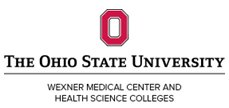 THE OHIO STATE UNIVERSITY
WEXNER MEDICAL CENTER AND
HEALTH SCIENCE COLLEGES